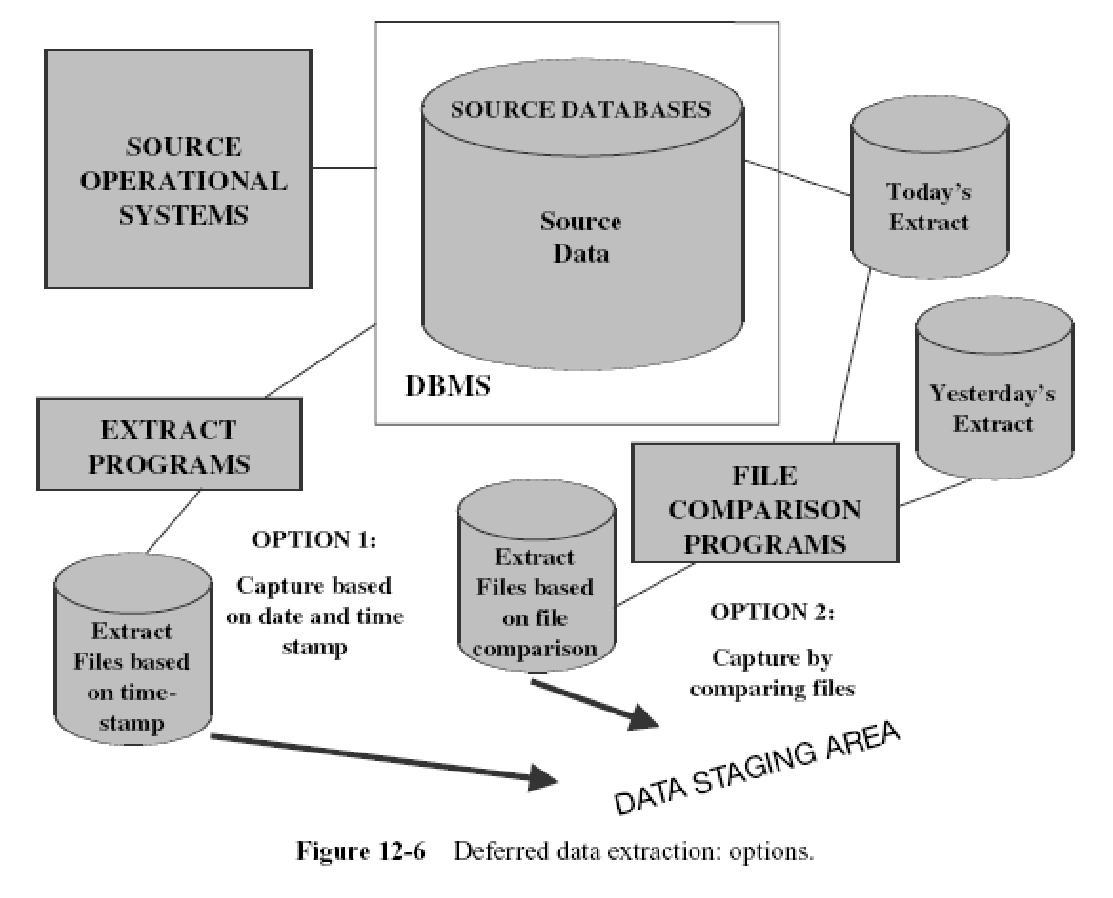 SOURCE
OPERATIONAL
SYSTEMS
SOURCE DATABASES
Source
Data
DBMS
Today's
Extract
Yesterday's
Extract
EXTRACT
PROGRAMS
FILE
COMPARISON
PROGRAMS
OPTION 1:
Capture based
on date and time
stamp
Extract
Files based
on time-
stamp
Extract
Files based
on file
comparison
OPTION 2:
Capture by
comparing files
DATA STAGING AREA
Figure 12-6 Deferred data extraction: options.